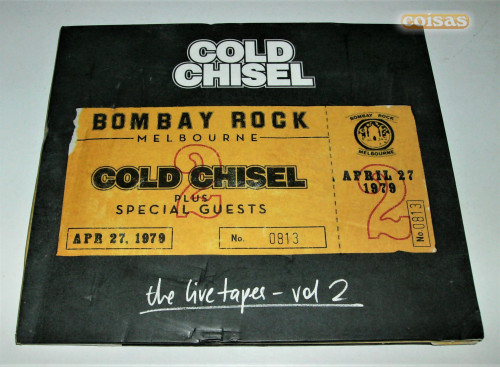 coisas
COLD
CHISEL
BOMBAY ROCK
MELBOURNE
2
COLD CHISEL
PLUS
SPECIAL GUESTS
APR 27, 1979
No. 0813
BOMBAY ROCK
MELBOURNE
APRIL 27
1979
2
No 0813
the live tapes - vol 2